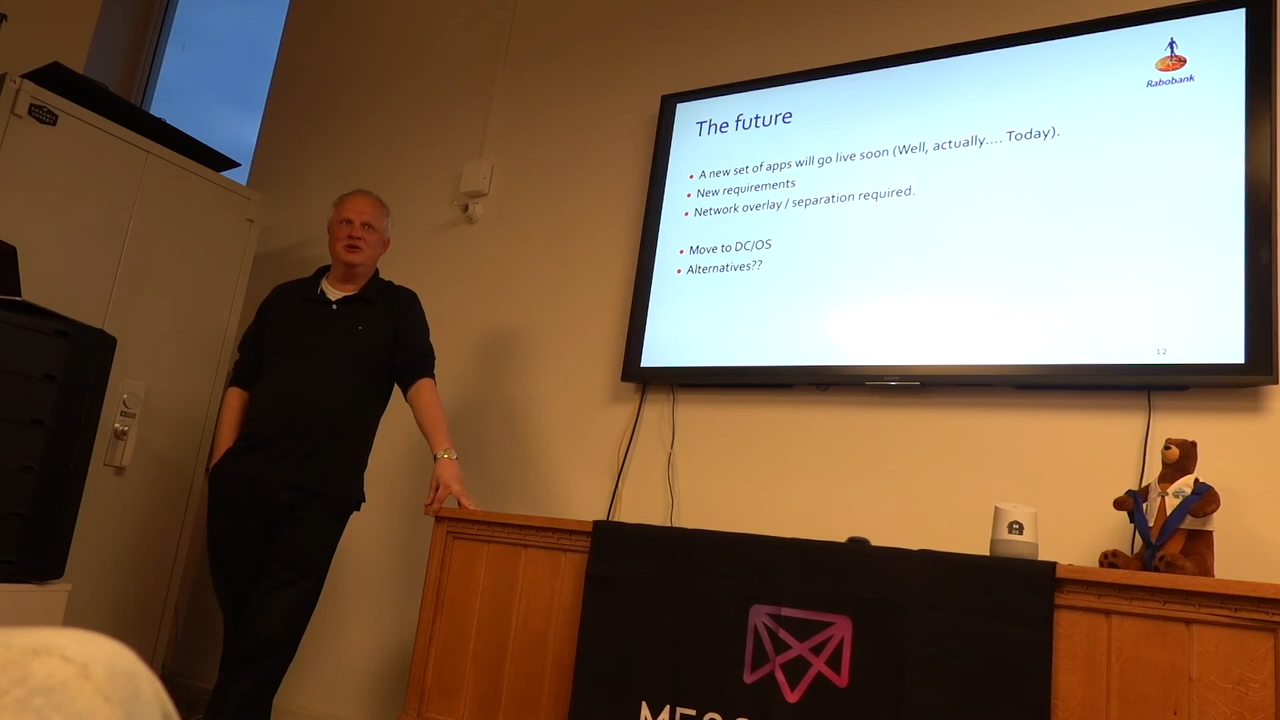 Rabobank
The future
• A new set of apps will go live soon (Well, actually.... Today).
• New requirements
• Network overlay / separation required.
• Move to DC/OS
• Alternatives??
12